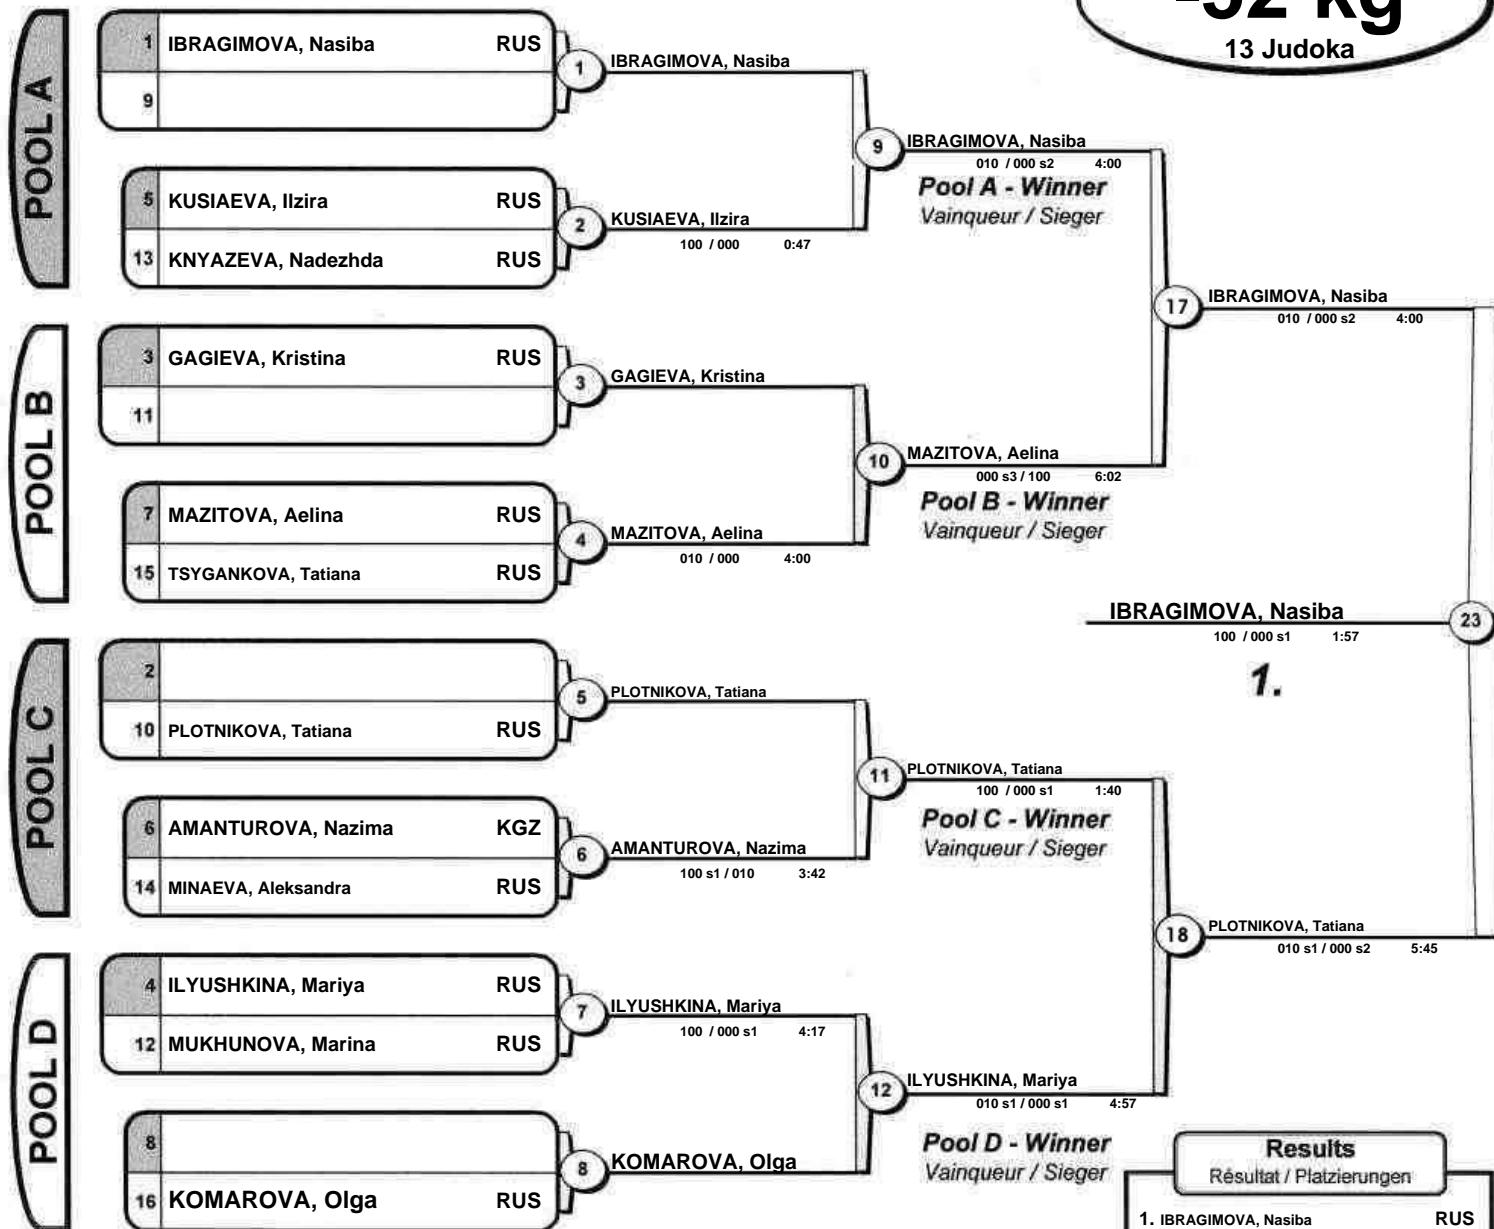 -52 kg
13 Judoka
POOL A
1 IBRAGIMOVA, Nasiba RUS
9
5 KUSIAEVA, Ilzira RUS
13 KNYAZEVA, Nadezhda RUS
1 IBRAGIMOVA, Nasiba
2 KUSIAEVA, Ilzira
100 / 000 0:47
9 IBRAGIMOVA, Nasiba
010 / 000 s2 4:00
Pool A - Winner
Vainqueur / Sieger
POOL B
3 GAGIEVA, Kristina RUS
11
7 MAZITOVA, Aelina RUS
15 TSYGANKOVA, Tatiana RUS
3 GAGIEVA, Kristina
4 MAZITOVA, Aelina
010 / 000 4:00
10 MAZITOVA, Aelina
000 s3 / 100 6:02
Pool B - Winner
Vainqueur / Sieger
17 IBRAGIMOVA, Nasiba
010 / 000 s2 4:00
IBRAGIMOVA, Nasiba 23
100 / 000 s1 1:57
1.
POOL C
2
10 PLOTNIKOVA, Tatiana RUS
6 AMANTUROVA, Nazima KGZ
14 MINAEVA, Aleksandra RUS
5 PLOTNIKOVA, Tatiana
6 AMANTUROVA, Nazima
100 s1 / 010 3:42
11 PLOTNIKOVA, Tatiana
100 / 000 s1 1:40
Pool C - Winner
Vainqueur / Sieger
18 PLOTNIKOVA, Tatiana
010 s1 / 000 s2 5:45
POOL D
4 ILYUSHKINA, Mariya RUS
12 MUKHUNOVA, Marina RUS
8
16 KOMAROVA, Olga RUS
7 ILYUSHKINA, Mariya
100 / 000 s1 4:17
8 KOMAROVA, Olga
12 ILYUSHKINA, Mariya
010 s1 / 000 s1 4:57
Pool D - Winner
Vainqueur / Sieger
Results
Résultat / Platzierungen
1. IBRAGIMOVA, Nasiba RUS